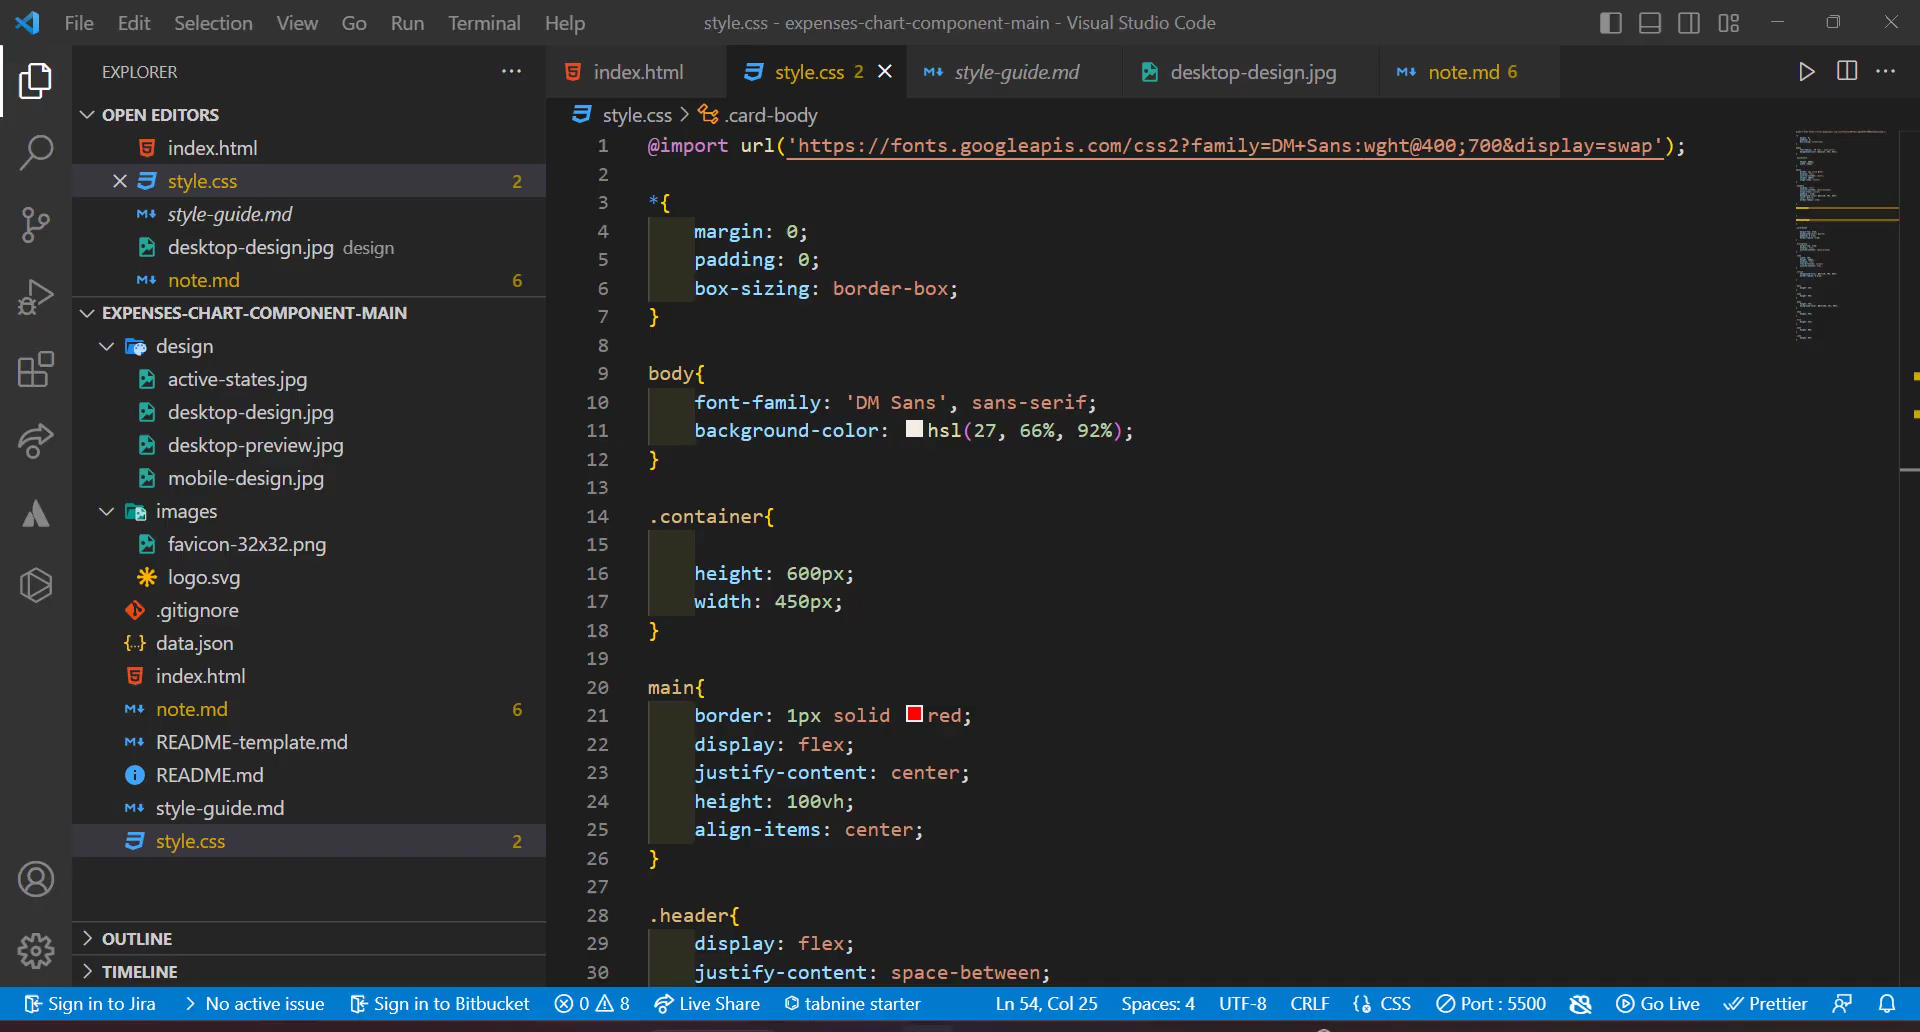 File Edit Selection View Go Run Terminal Help style.css - expenses-chart-component-main - Visual Studio Code
EXPLORER
OPEN EDITORS
index.html
style.css 2
style-guide.md
desktop-design.jpg design
note.md 6
EXPENSES-CHART-COMPONENT-MAIN
design
active-states.jpg
desktop-design.jpg
desktop-preview.jpg
mobile-design.jpg
images
favicon-32x32.png
logo.svg
.gitignore
{..} data.json
index.html
note.md 6
README-template.md
README.md
style-guide.md
style.css 2
OUTLINE
TIMELINE
index.html style.css 2 style-guide.md desktop-design.jpg note.md 6
style.css > .card-body
1 @import url('https://fonts.googleapis.com/css2?family=DM+Sans:wght@400;700&display=swap');
2
3 *{
4 margin: 0;
5 padding: 0;
6 box-sizing: border-box;
7 }
8
9 body{
10 font-family: 'DM Sans', sans-serif;
11 background-color: hsl(27, 66%, 92%);
12 }
13
14 .container{
15
16 height: 600px;
17 width: 450px;
18 }
19
20 main{
21 border: 1px solid red;
22 display: flex;
23 justify-content: center;
24 height: 100vh;
25 align-items: center;
26 }
27
28 .header{
29 display: flex;
30 justify-content: space-between;
Sign in to Jira No active issue Sign in to Bitbucket 0 8 Live Share tabnine starter Ln 54, Col 25 Spaces: 4 UTF-8 CRLF CSS Port : 5500 Go Live Prettier